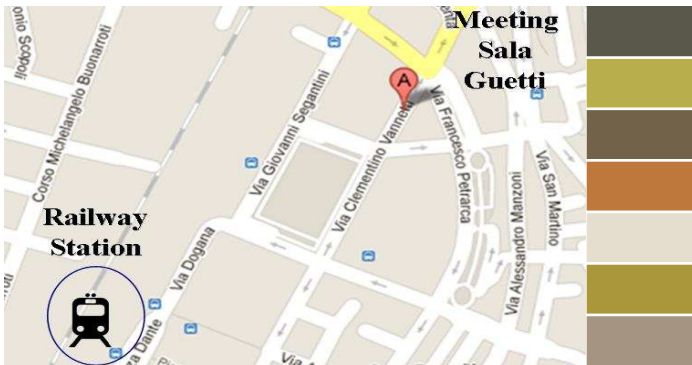 Meeting
Sala
Guetti
A
Corso Michelangelo Buonarroti
Via Giovanni Segantini
Via Clementino Vannetti
Via Francesco Petrarca
Via Alessandro Manzoni
Via San Martino
Railway
Station
Via Dogana
Dante